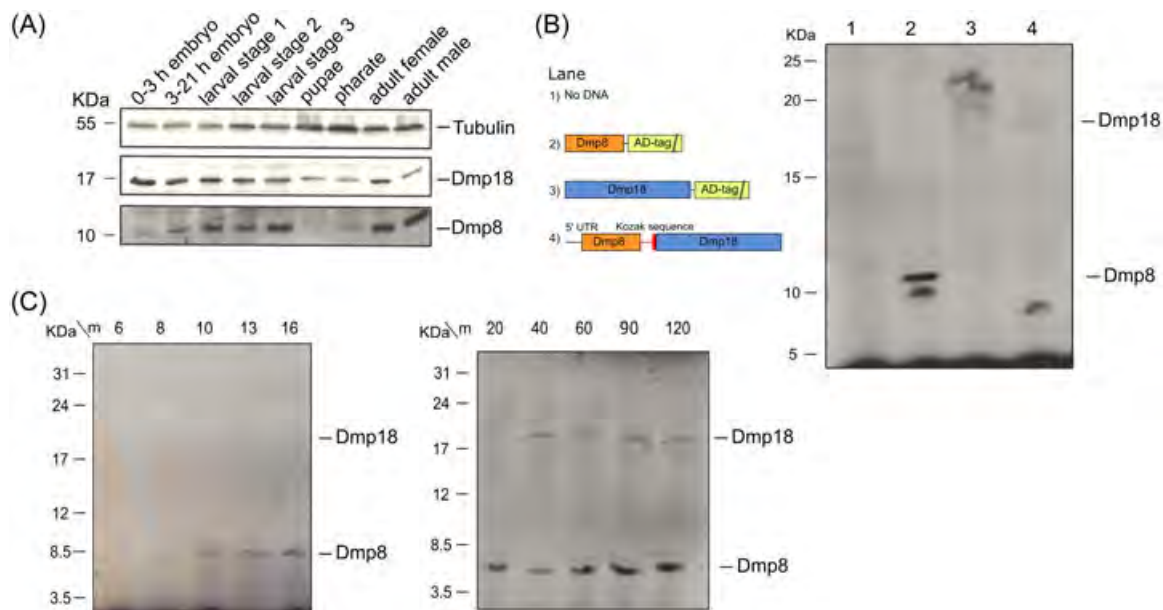 (A)
0-3 h embryo
3-21 h embryo
larval stage 1
larval stage 2
larval stage 3
pupae
pharate
adult female
adult male
KDa
55
Tubulin
17
Dmp18
10
Dmp8
(B)
Lane
1) No DNA
2) Dmp8 AD-tag
3) Dmp18 AD-tag
5' UTR Kozak sequence
4) Dmp8 Dmp18
KDa 1 2 3 4
25
20
Dmp18
15
Dmp8
10
5
(C)
KDa \ m 6 8 10 13 16
31
24
Dmp18
17
12
8.5 Dmp8
3.5
KDa \ m 20 40 60 90 120
31
24
17 Dmp18
12
8.5
Dmp8
3.5